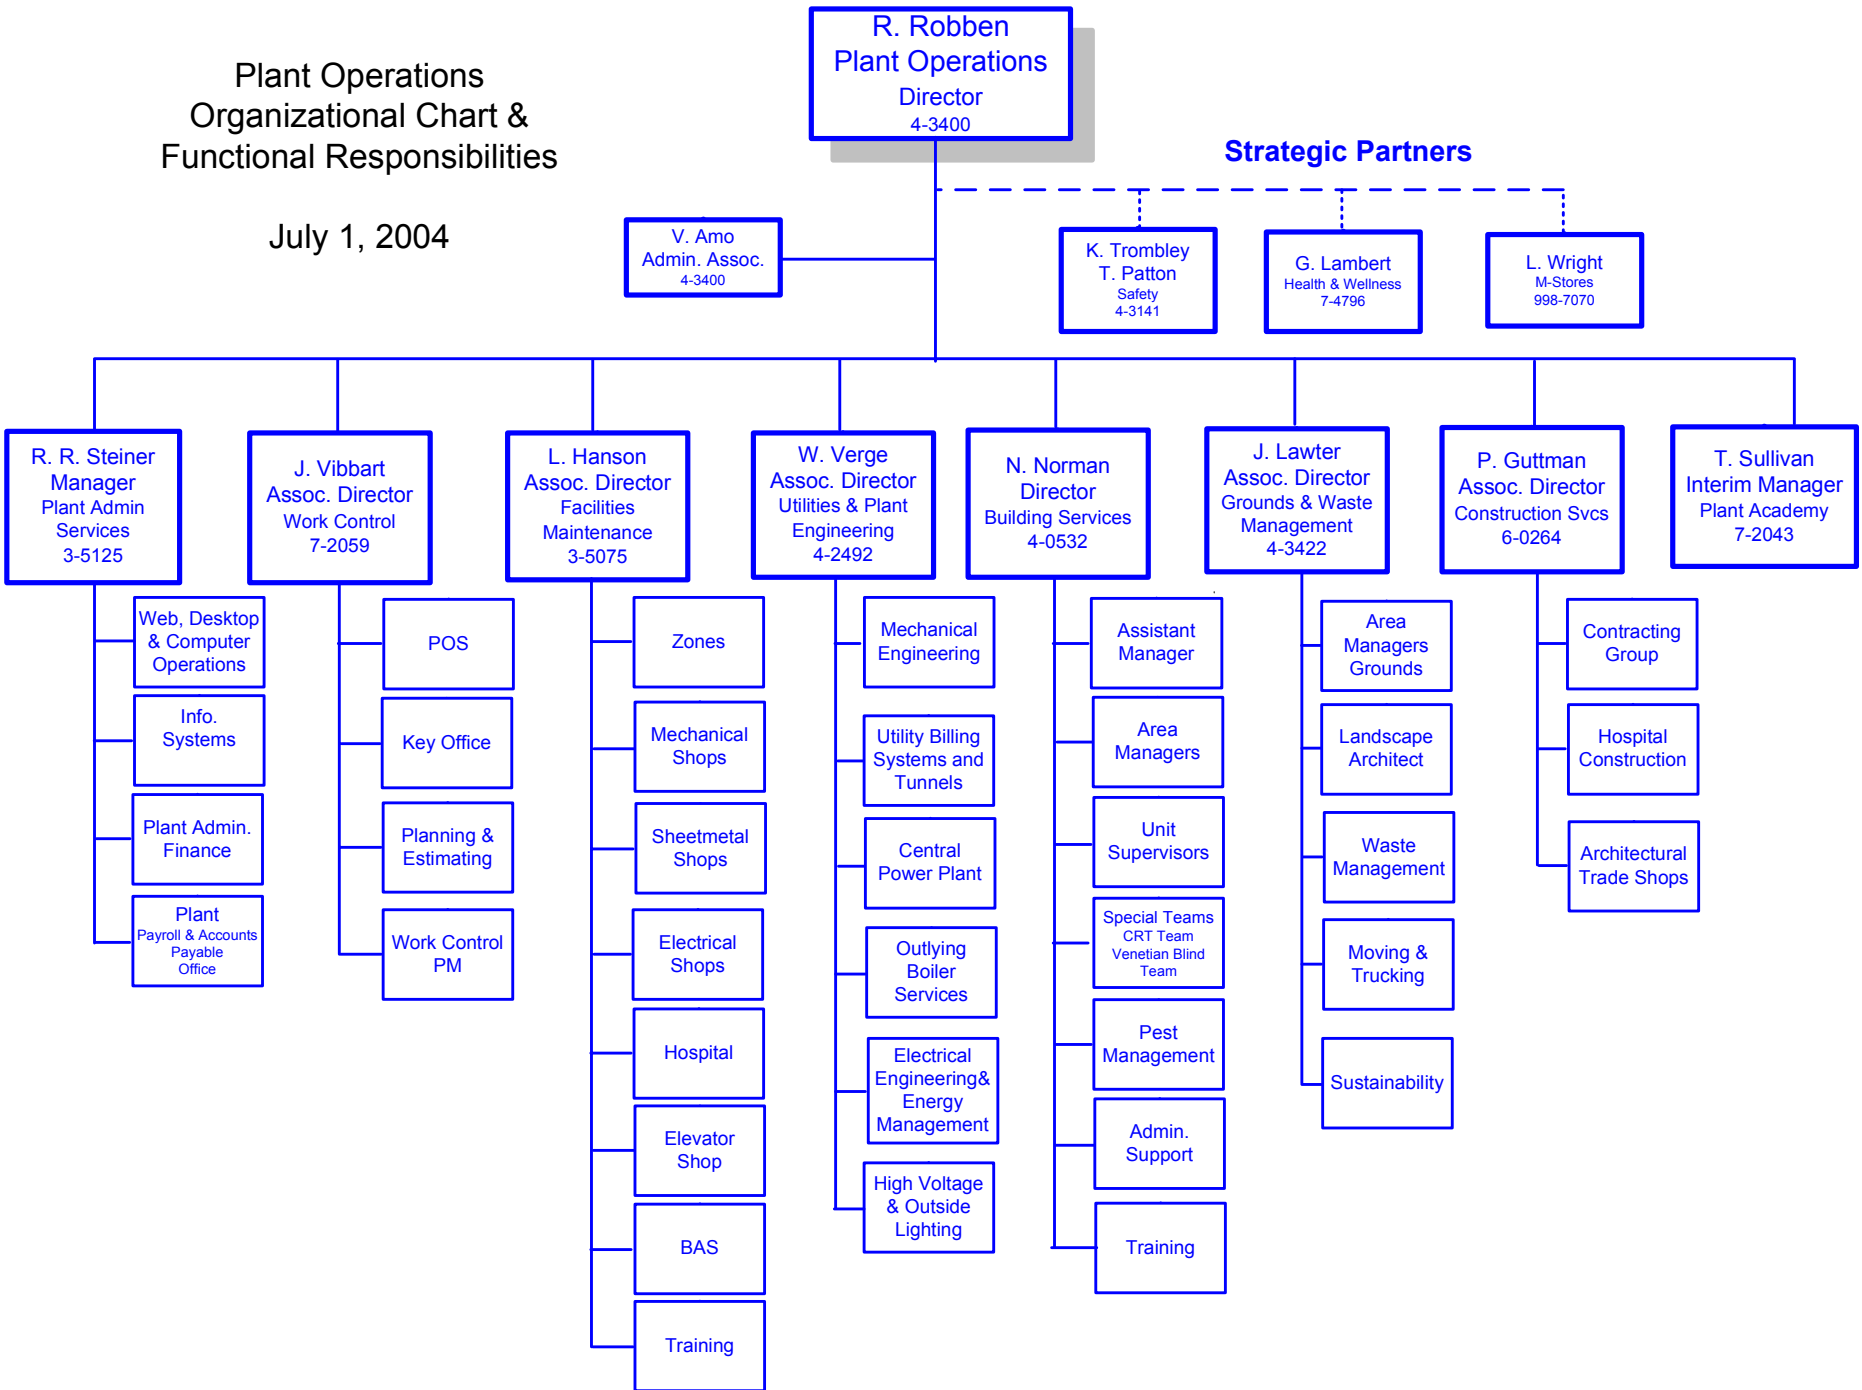 Plant Operations
Organizational Chart &
Functional Responsibilities
July 1, 2004
R. Robben
Plant Operations
Director
4-3400
Strategic Partners
V. Amo
Admin. Assoc.
4-3400
K. Trombley
T. Patton
Safety
4-3141
G. Lambert
Health & Wellness
7-4796
L. Wright
M-Stores
998-7070
R. R. Steiner
Manager
Plant Admin
Services
3-5125
J. Vibbart
Assoc. Director
Work Control
7-2059
L. Hanson
Assoc. Director
Facilities
Maintenance
3-5075
W. Verge
Assoc. Director
Utilities & Plant
Engineering
4-2492
N. Norman
Director
Building Services
4-0532
J. Lawter
Assoc. Director
Grounds & Waste
Management
4-3422
P. Guttman
Assoc. Director
Construction Svcs
6-0264
T. Sullivan
Interim Manager
Plant Academy
7-2043
Web, Desktop
& Computer
Operations
Info.
Systems
Plant Admin.
Finance
Plant
Payroll & Accounts
Payable
Office
POS
Key Office
Planning &
Estimating
Work Control
PM
Zones
Mechanical
Shops
Sheetmetal
Shops
Electrical
Shops
Hospital
Elevator
Shop
BAS
Training
Mechanical
Engineering
Utility Billing
Systems and
Tunnels
Central
Power Plant
Outlying
Boiler
Services
Electrical
Engineering&
Energy
Management
High Voltage
& Outside
Lighting
Assistant
Manager
Area
Managers
Unit
Supervisors
Special Teams
CRT Team
Venetian Blind
Team
Pest
Management
Admin.
Support
Training
Area
Managers
Grounds
Landscape
Architect
Waste
Management
Moving &
Trucking
Sustainability
Contracting
Group
Hospital
Construction
Architectural
Trade Shops